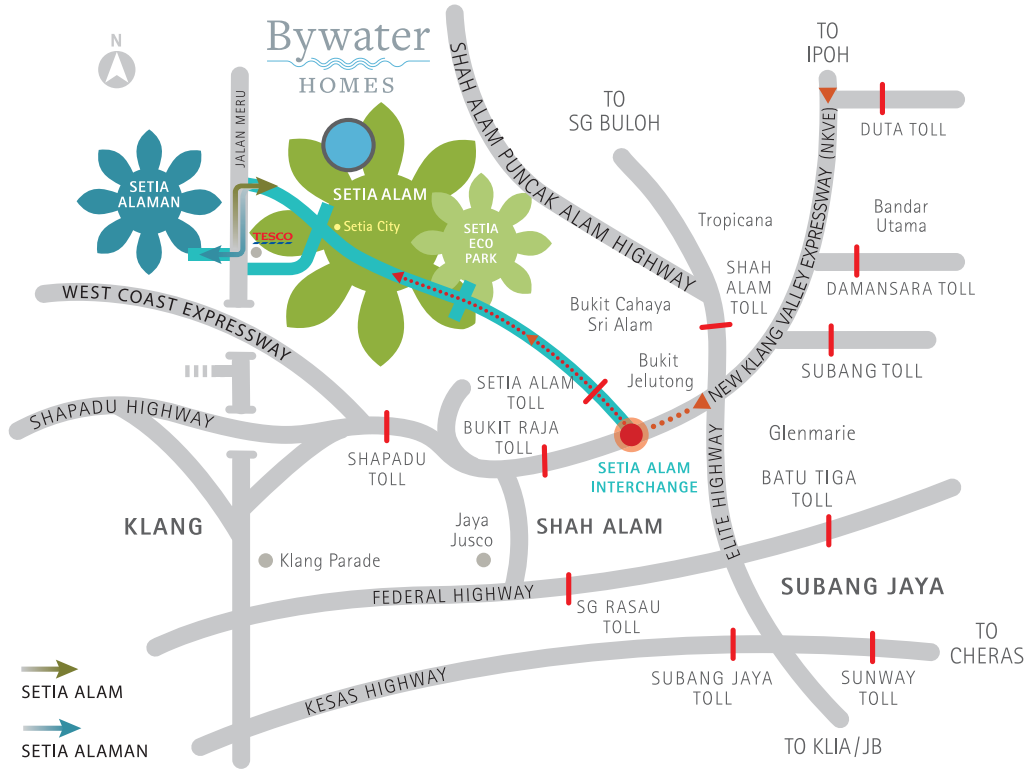 N
Bywater
HOMES
TO
IPOH
SHAH ALAM PUNCAK ALAM HIGHWAY
TO
SG BULOH
JALAN MERU
DUTA TOLL
NEW KLANG VALLEY EXPRESSWAY (NKVE)
SETIA
ALAMAN
SETIA ALAM
Setia City
TESCO
SETIA
ECO
PARK
Tropicana
Bandar
Utama
SHAH
ALAM
TOLL
DAMANSARA TOLL
WEST COAST EXPRESSWAY
Bukit Cahaya
Sri Alam
Bukit
Jelutong
SUBANG TOLL
SETIA ALAM
TOLL
SHAPADU HIGHWAY
BUKIT RAJA
TOLL
Glenmarie
SHAPADU
TOLL
SETIA ALAM
INTERCHANGE
BATU TIGA
TOLL
ELITE HIGHWAY
KLANG
Jaya
Jusco
SHAH ALAM
Klang Parade
FEDERAL HIGHWAY
SUBANG JAYA
SG RASAU
TOLL
TO
CHERAS
KESAS HIGHWAY
SUBANG JAYA
TOLL
SUNWAY
TOLL
SETIA ALAM
SETIA ALAMAN
TO KLIA/JB